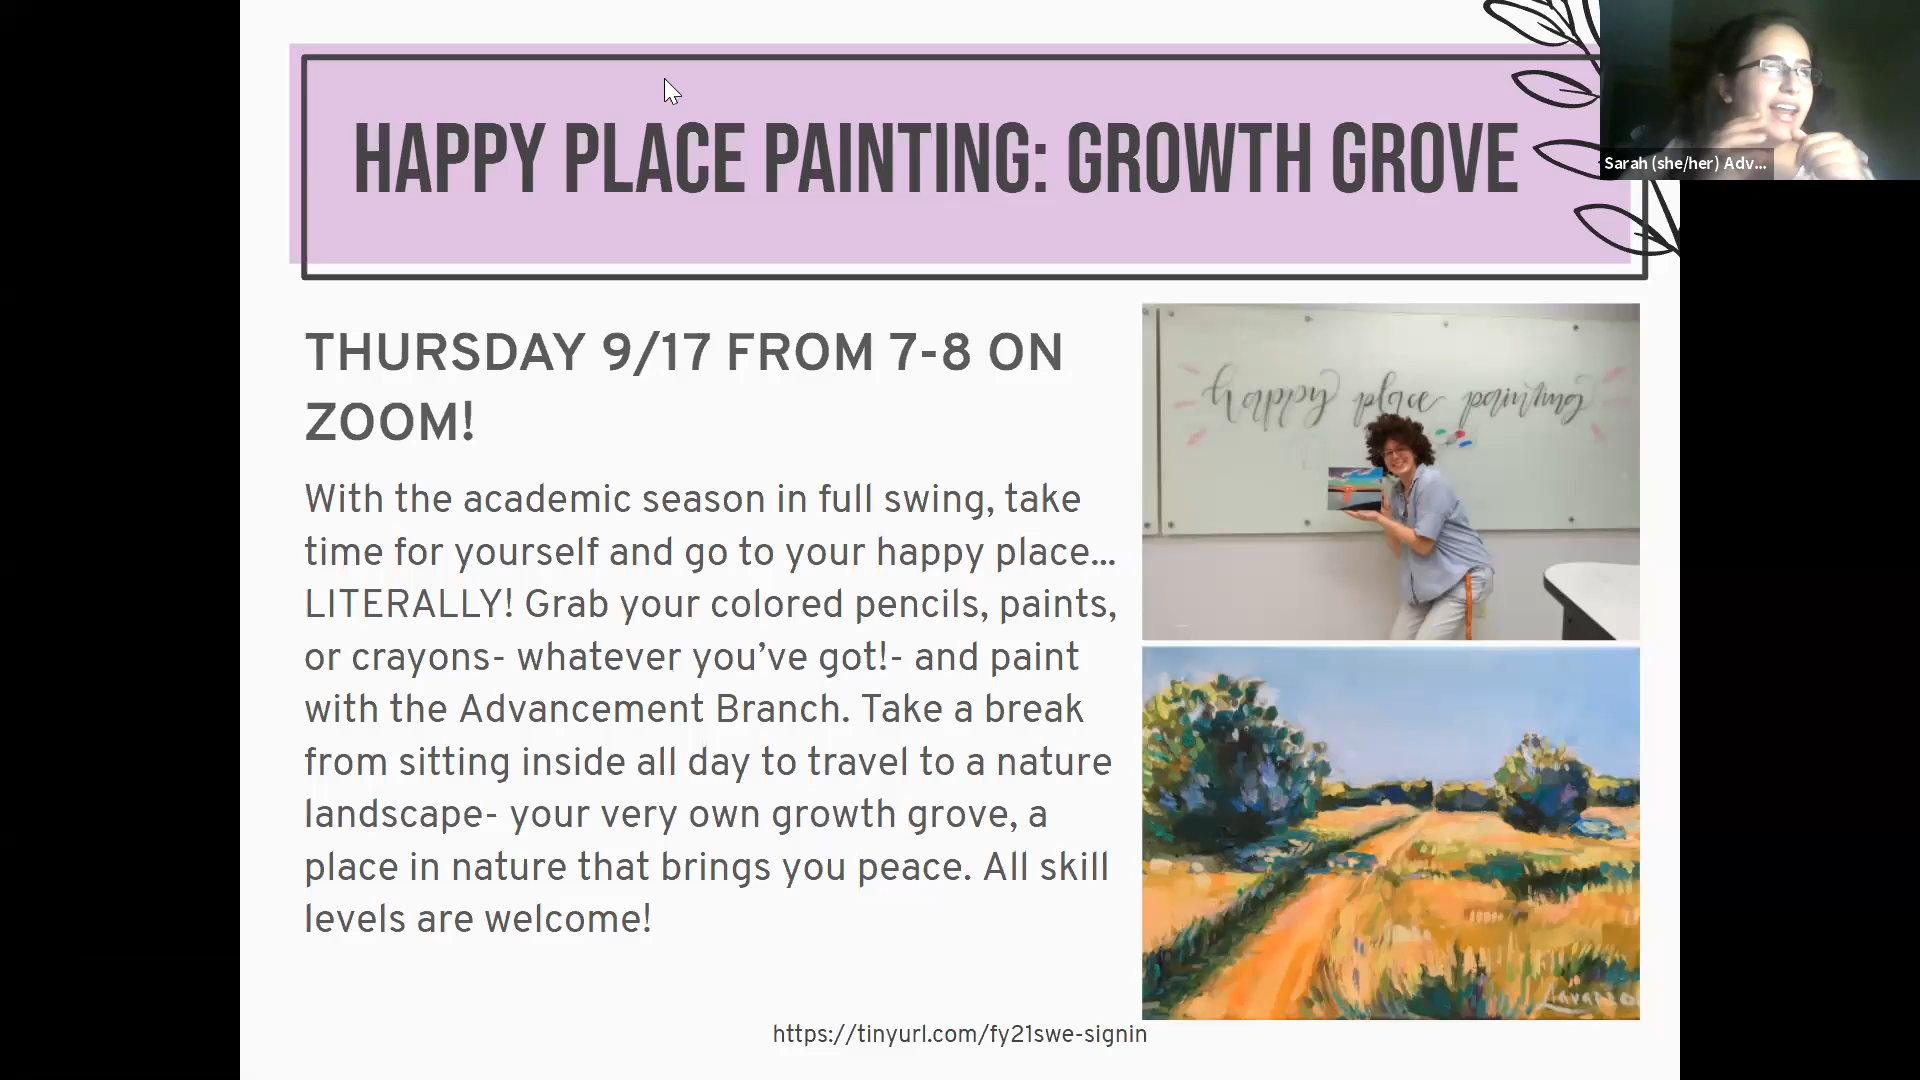 HAPPY PLACE PAINTING: GROWTH GROVE
Sarah (she/her) Adv...
THURSDAY 9/17 FROM 7-8 ON
ZOOM!
happy place painting
With the academic season in full swing, take
time for yourself and go to your happy place...
LITERALLY! Grab your colored pencils, paints,
or crayons- whatever you’ve got!- and paint
with the Advancement Branch. Take a break
from sitting inside all day to travel to a nature
landscape- your very own growth grove, a
place in nature that brings you peace. All skill
levels are welcome!
https://tinyurl.com/fy21swe-signin